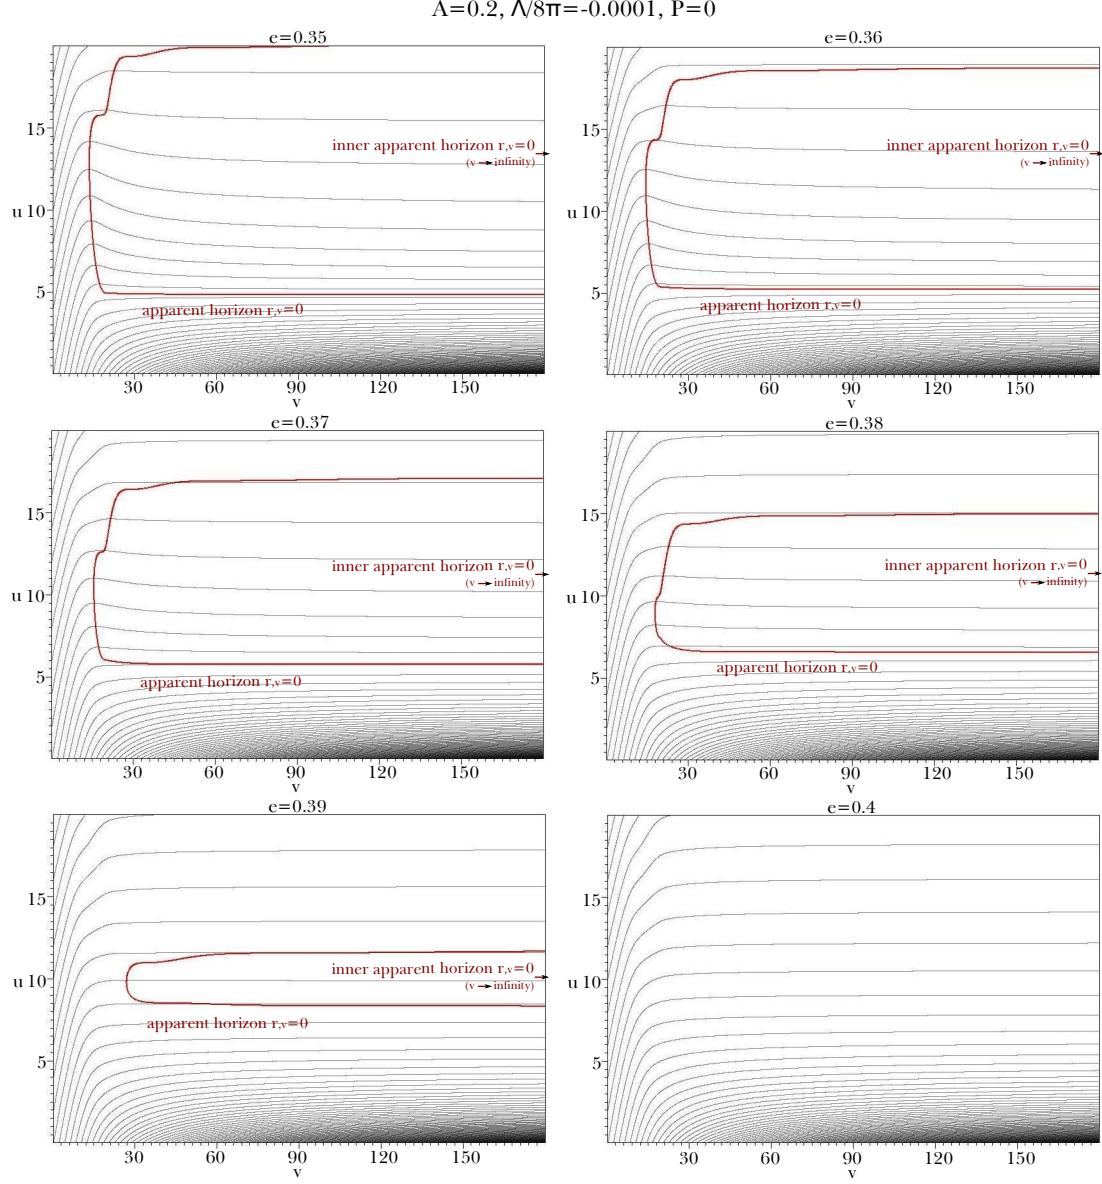 A=0.2, Λ/8π=-0.0001, P=0
e=0.35
e=0.36
15
inner apparent horizon r,v=0
(v → infinity)
u 10
5
apparent horizon r,v=0
30 60 90 120 150
v
15
inner apparent horizon r,v=0
(v → infinity)
u 10
5
apparent horizon r,v=0
30 60 90 120 150
v
e=0.37
e=0.38
15
inner apparent horizon r,v=0
(v → infinity)
u 10
5
apparent horizon r,v=0
30 60 90 120 150
v
15
inner apparent horizon r,v=0
(v → infinity)
u 10
5
apparent horizon r,v=0
30 60 90 120 150
v
e=0.39
e=0.4
15
inner apparent horizon r,v=0
(v → infinity)
u 10
5
apparent horizon r,v=0
30 60 90 120 150
v
15
u 10
5
30 60 90 120 150
v